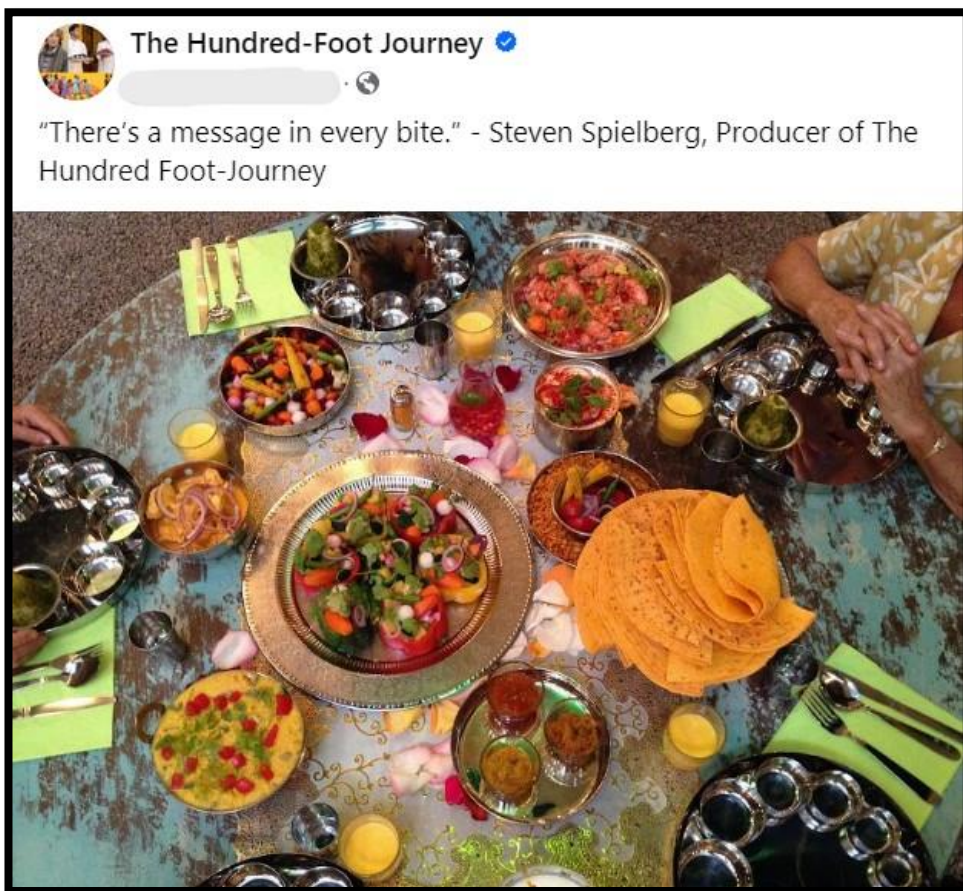 The Hundred-Foot Journey
“There’s a message in every bite.” - Steven Spielberg, Producer of The
Hundred Foot-Journey